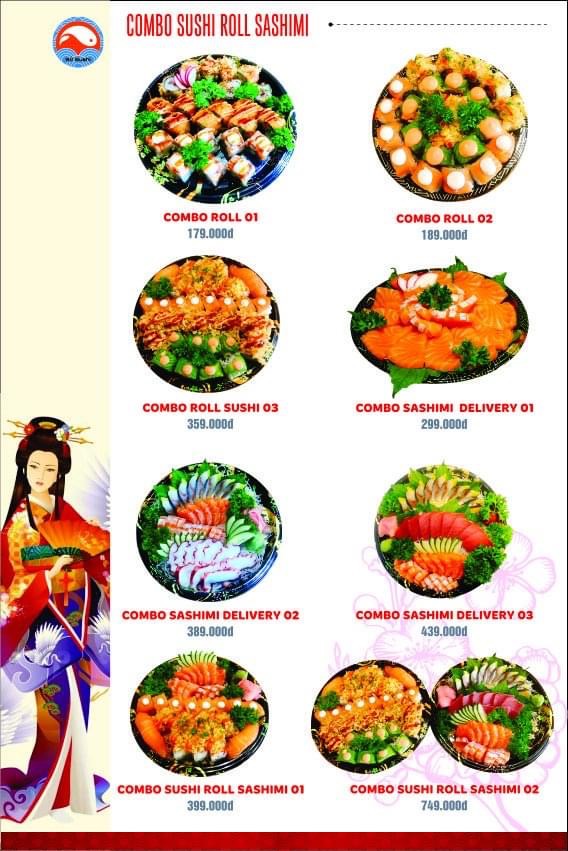 COMBO SUSHI ROLL SASHIMI
COMBO ROLL 01
179.000đ
COMBO ROLL 02
189.000đ
COMBO ROLL SUSHI 03
359.000đ
COMBO SASHIMI DELIVERY 01
299.000đ
COMBO SASHIMI DELIVERY 02
389.000đ
COMBO SASHIMI DELIVERY 03
439.000đ
COMBO SUSHI ROLL SASHIMI 01
399.000đ
COMBO SUSHI ROLL SASHIMI 02
749.000đ